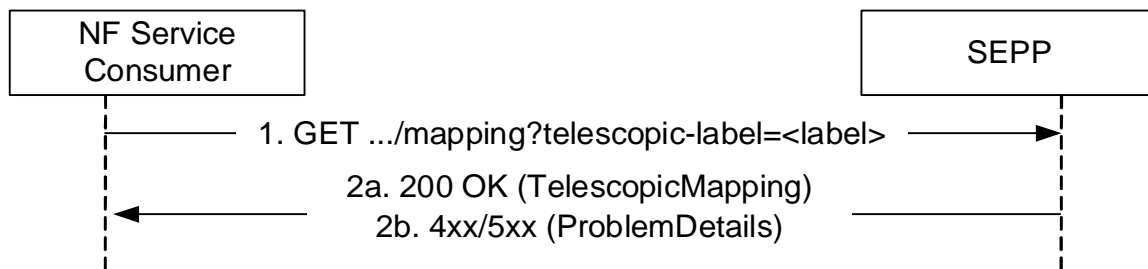 NF Service
Consumer
SEPP
1. GET .../mapping?telescopic-label=<label>
2a. 200 OK (TelescopicMapping)
2b. 4xx/5xx (ProblemDetails)